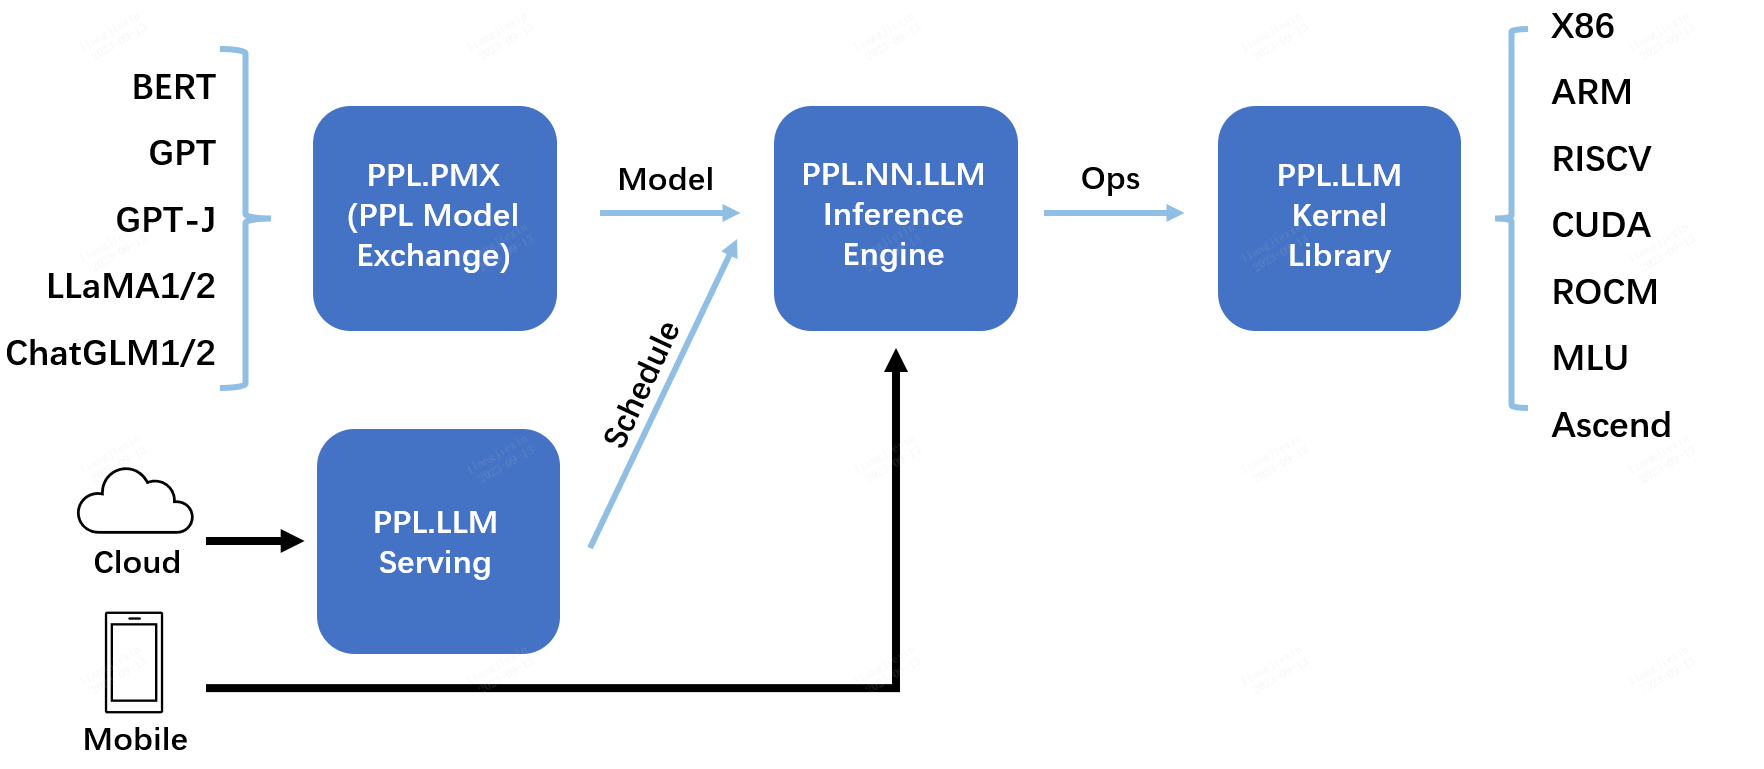 BERT
GPT
GPT-J
LLaMA1/2
ChatGLM1/2
PPL.PMX
(PPL Model
Exchange)
Model
PPL.NN.LLM
Inference
Engine
Ops
PPL.LLM
Kernel
Library
X86
ARM
RISCV
CUDA
ROCM
MLU
Ascend
Schedule
Cloud
PPL.LLM
Serving
Mobile